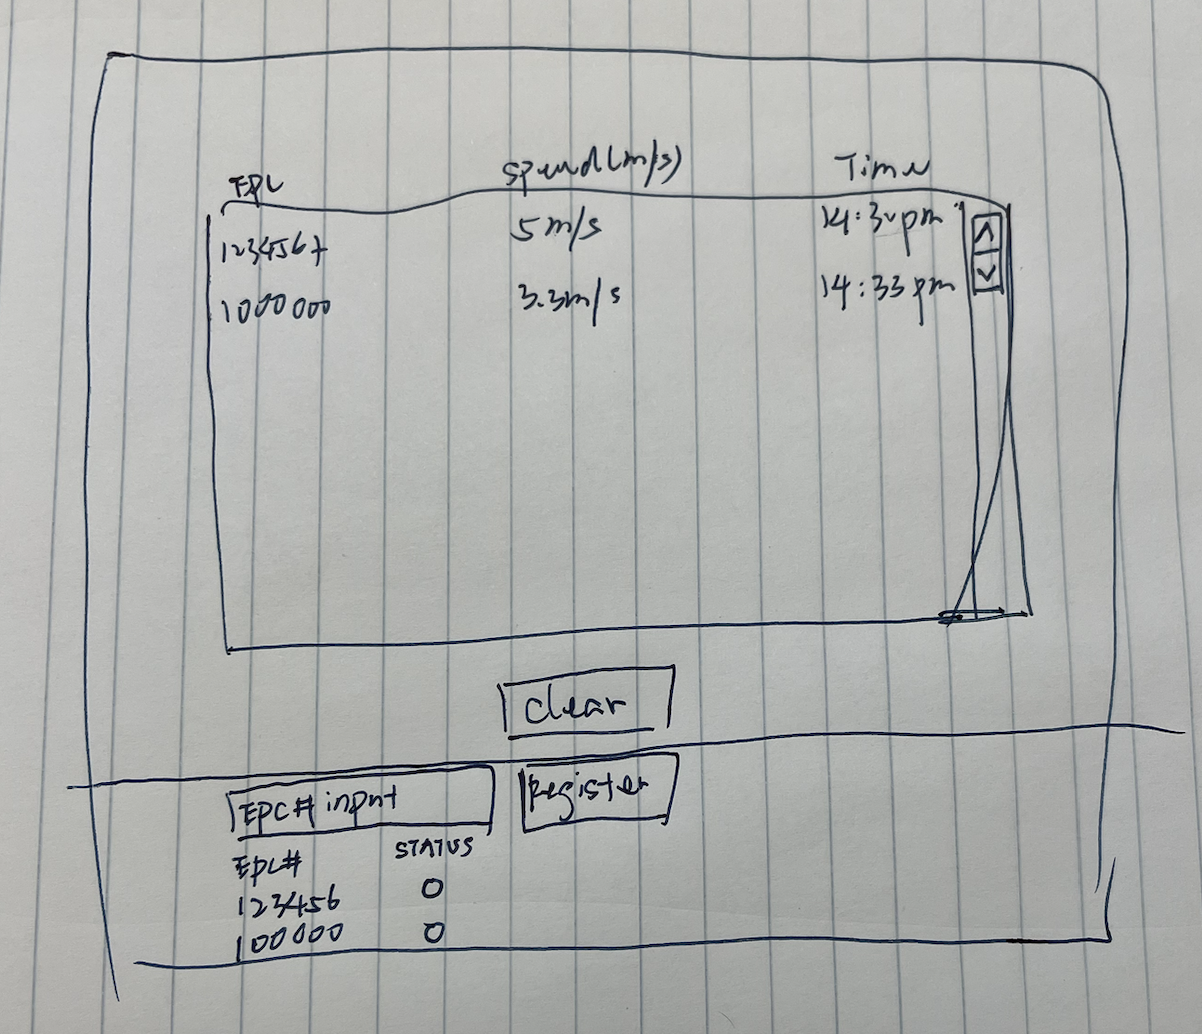 EPC Speed(m/s) Time
1234567 5m/s 14:30pm
1000000 3.3m/s 14:33pm
Clear
EPC# input Register
EPC# STATUS
123456 O
100000 O